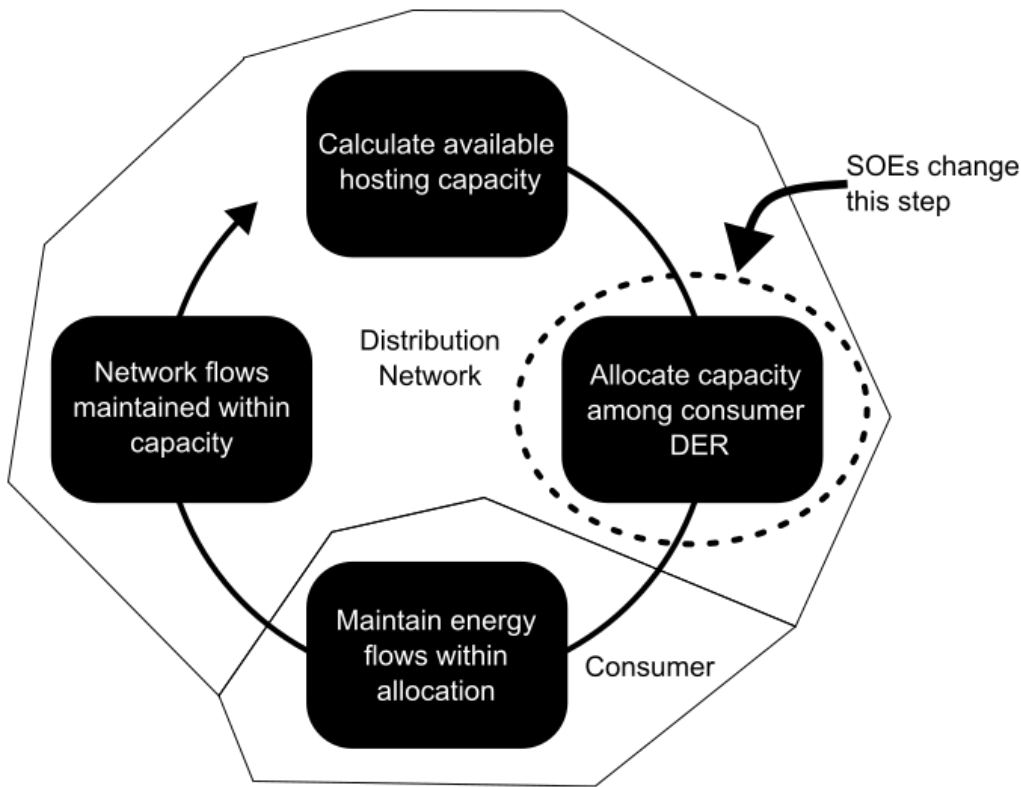 Calculate available
hosting capacity
SOEs change
this step
Distribution
Network
Network flows
maintained within
capacity
Allocate capacity
among consumer
DER
Maintain energy
flows within
allocation
Consumer